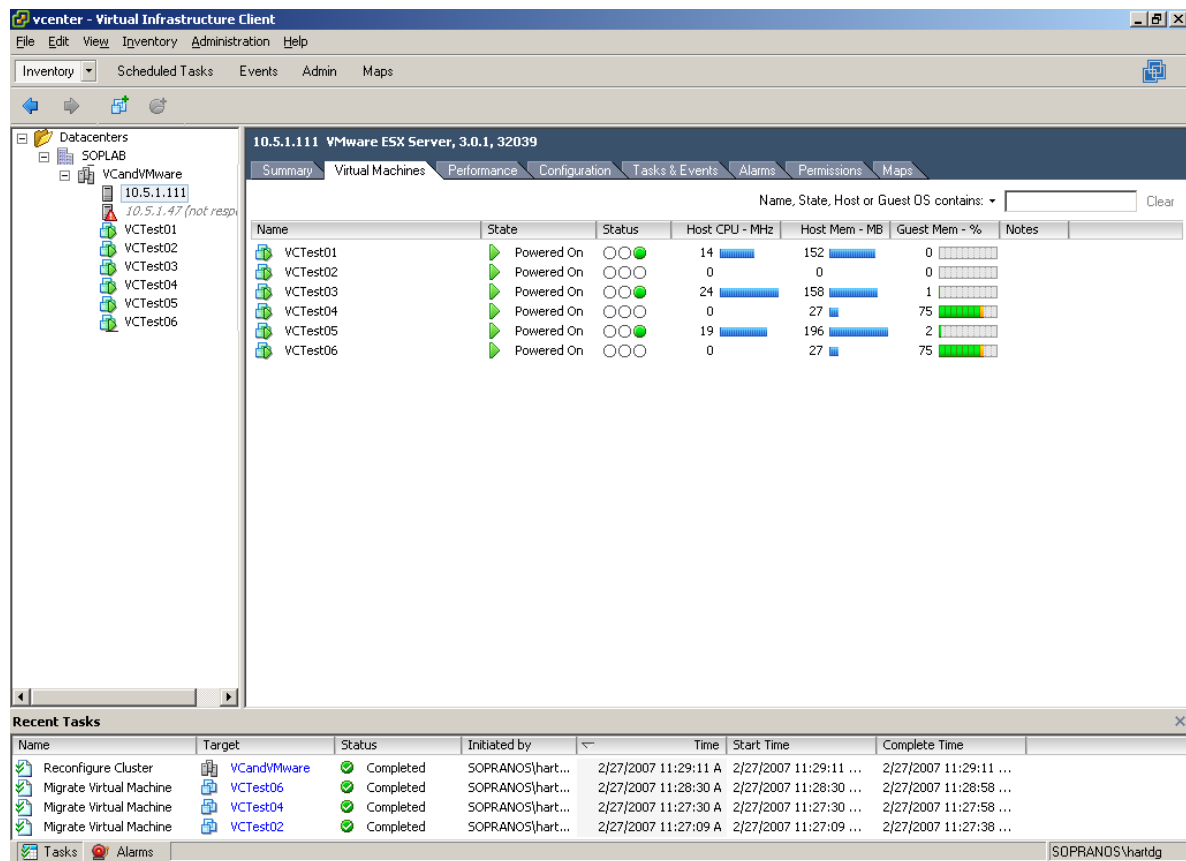 vcenter - Virtual Infrastructure Client
File Edit View Inventory Administration Help
Inventory Scheduled Tasks Events Admin Maps
Datacenters
SOPLAB
VCandVMware
10.5.1.111
10.5.1.47 (not resp
VCTest01
VCTest02
VCTest03
VCTest04
VCTest05
VCTest06
10.5.1.111 VMware ESX Server, 3.0.1, 32039
Summary Virtual Machines Performance Configuration Tasks & Events Alarms Permissions Maps
Name, State, Host or Guest OS contains: Clear
Name State Status Host CPU - MHz Host Mem - MB Guest Mem - % Notes
VCTest01 Powered On 14 152 0
VCTest02 Powered On 0 0 0
VCTest03 Powered On 24 158 1
VCTest04 Powered On 0 27 75
VCTest05 Powered On 19 196 2
VCTest06 Powered On 0 27 75
Recent Tasks
Name Target Status Initiated by Time Start Time Complete Time
Reconfigure Cluster VCandVMware Completed SOPRANOS\hart... 2/27/2007 11:29:11 A 2/27/2007 11:29:11 ... 2/27/2007 11:29:11 ...
Migrate Virtual Machine VCTest06 Completed SOPRANOS\hart... 2/27/2007 11:28:30 A 2/27/2007 11:28:30 ... 2/27/2007 11:28:58 ...
Migrate Virtual Machine VCTest04 Completed SOPRANOS\hart... 2/27/2007 11:27:30 A 2/27/2007 11:27:30 ... 2/27/2007 11:27:58 ...
Migrate Virtual Machine VCTest02 Completed SOPRANOS\hart... 2/27/2007 11:27:09 A 2/27/2007 11:27:09 ... 2/27/2007 11:27:38 ...
Tasks Alarms SOPRANOS\hartdg